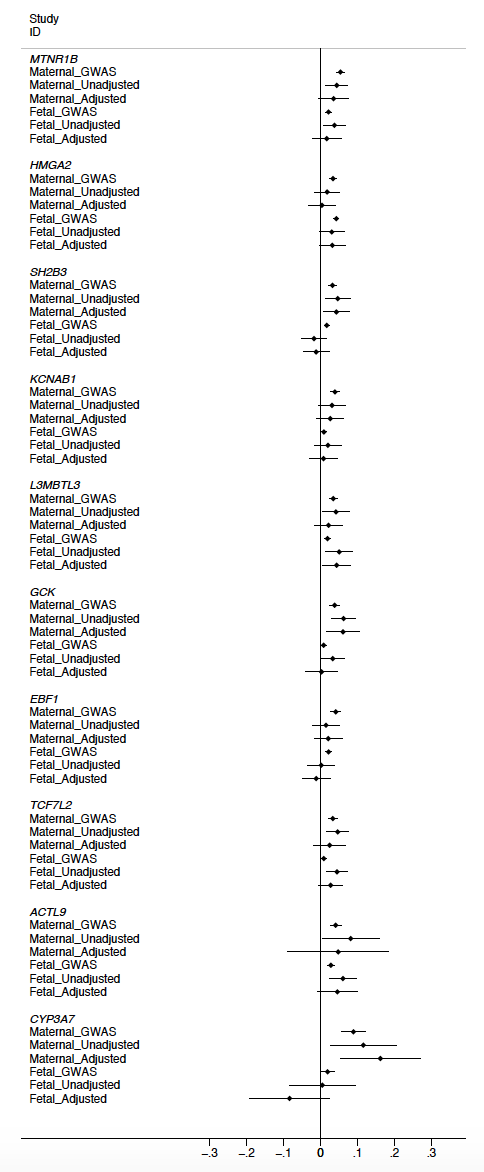 Study
ID
MTNR1B
Maternal_GWAS
Maternal_Unadjusted
Maternal_Adjusted
Fetal_GWAS
Fetal_Unadjusted
Fetal_Adjusted
HMGA2
Maternal_GWAS
Maternal_Unadjusted
Maternal_Adjusted
Fetal_GWAS
Fetal_Unadjusted
Fetal_Adjusted
SH2B3
Maternal_GWAS
Maternal_Unadjusted
Maternal_Adjusted
Fetal_GWAS
Fetal_Unadjusted
Fetal_Adjusted
KCNAB1
Maternal_GWAS
Maternal_Unadjusted
Maternal_Adjusted
Fetal_GWAS
Fetal_Unadjusted
Fetal_Adjusted
L3MBTL3
Maternal_GWAS
Maternal_Unadjusted
Maternal_Adjusted
Fetal_GWAS
Fetal_Unadjusted
Fetal_Adjusted
GCK
Maternal_GWAS
Maternal_Unadjusted
Maternal_Adjusted
Fetal_GWAS
Fetal_Unadjusted
Fetal_Adjusted
EBF1
Maternal_GWAS
Maternal_Unadjusted
Maternal_Adjusted
Fetal_GWAS
Fetal_Unadjusted
Fetal_Adjusted
TCF7L2
Maternal_GWAS
Maternal_Unadjusted
Maternal_Adjusted
Fetal_GWAS
Fetal_Unadjusted
Fetal_Adjusted
ACTL9
Maternal_GWAS
Maternal_Unadjusted
Maternal_Adjusted
Fetal_GWAS
Fetal_Unadjusted
Fetal_Adjusted
CYP3A7
Maternal_GWAS
Maternal_Unadjusted
Maternal_Adjusted
Fetal_GWAS
Fetal_Unadjusted
Fetal_Adjusted
-.3 -.2 -.1 0 .1 .2 .3